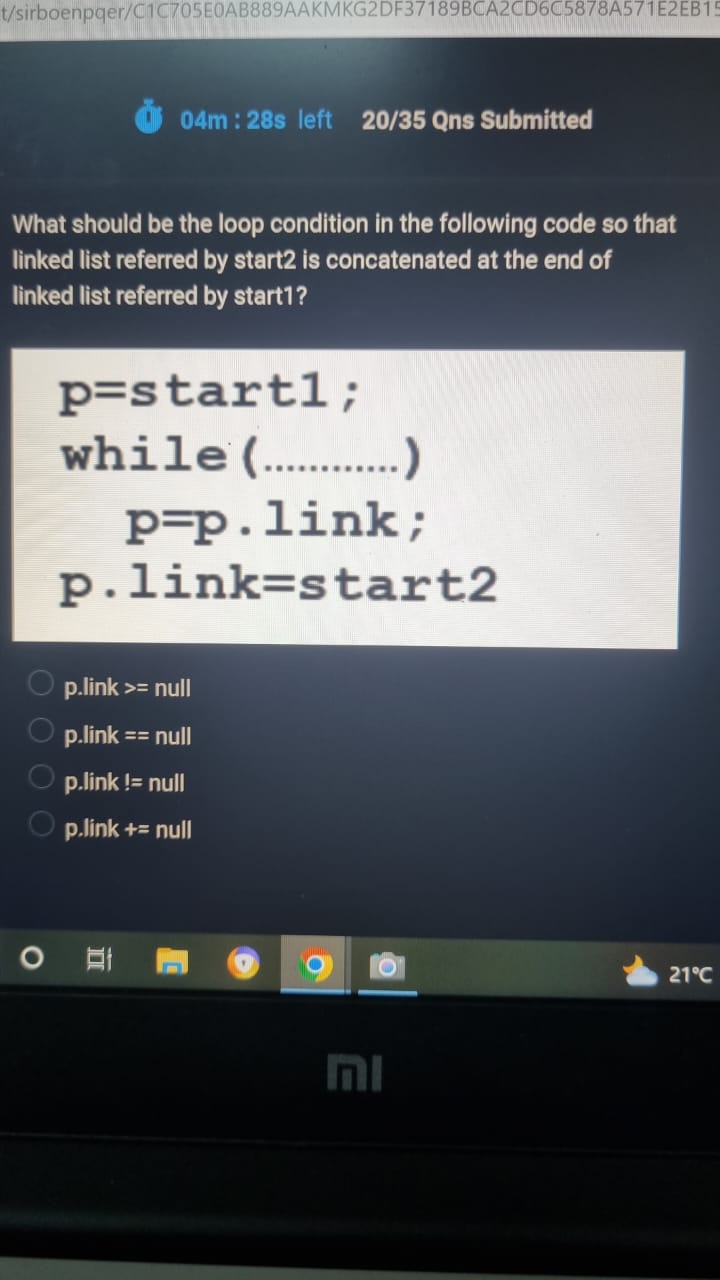 t/sirboenpqer/C1C705E0AB889AAKMKG2DF37189BCA2CD6C5878A571E2EB15
04m : 28s left 20/35 Qns Submitted
What should be the loop condition in the following code so that
linked list referred by start2 is concatenated at the end of
linked list referred by start1?
p=start1;
while(............)
p=p.link;
p.link=start2
p.link >= null
p.link == null
p.link != null
p.link += null
21°C
mi